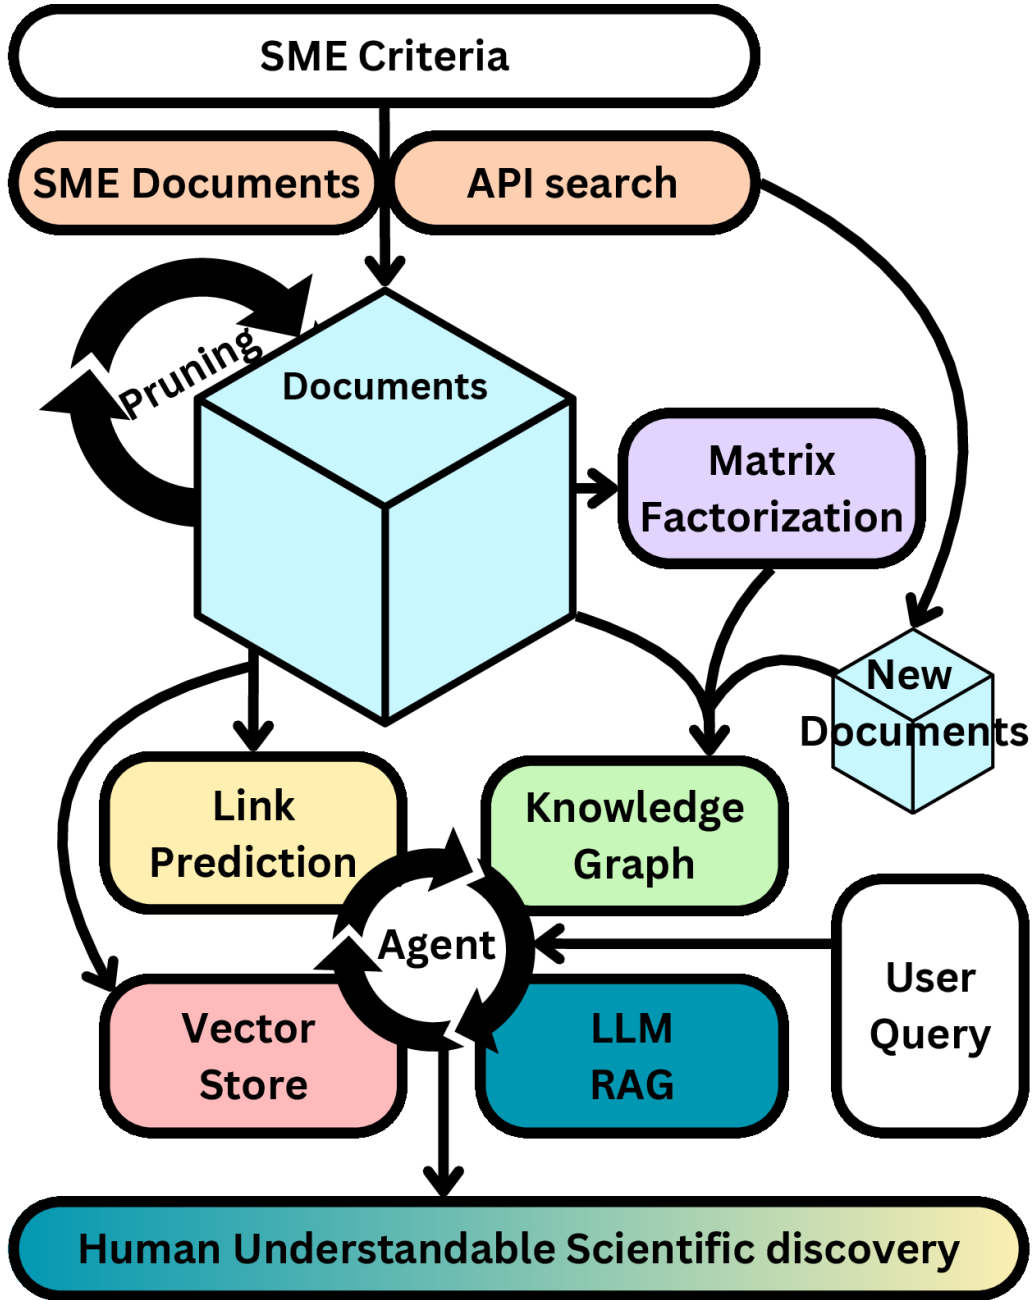 SME Criteria
SME Documents
API search
Pruning
Documents
Matrix
Factorization
New
Documents
Link
Prediction
Knowledge
Graph
Agent
User
Query
Vector
Store
LLM
RAG
Human Understandable Scientific discovery